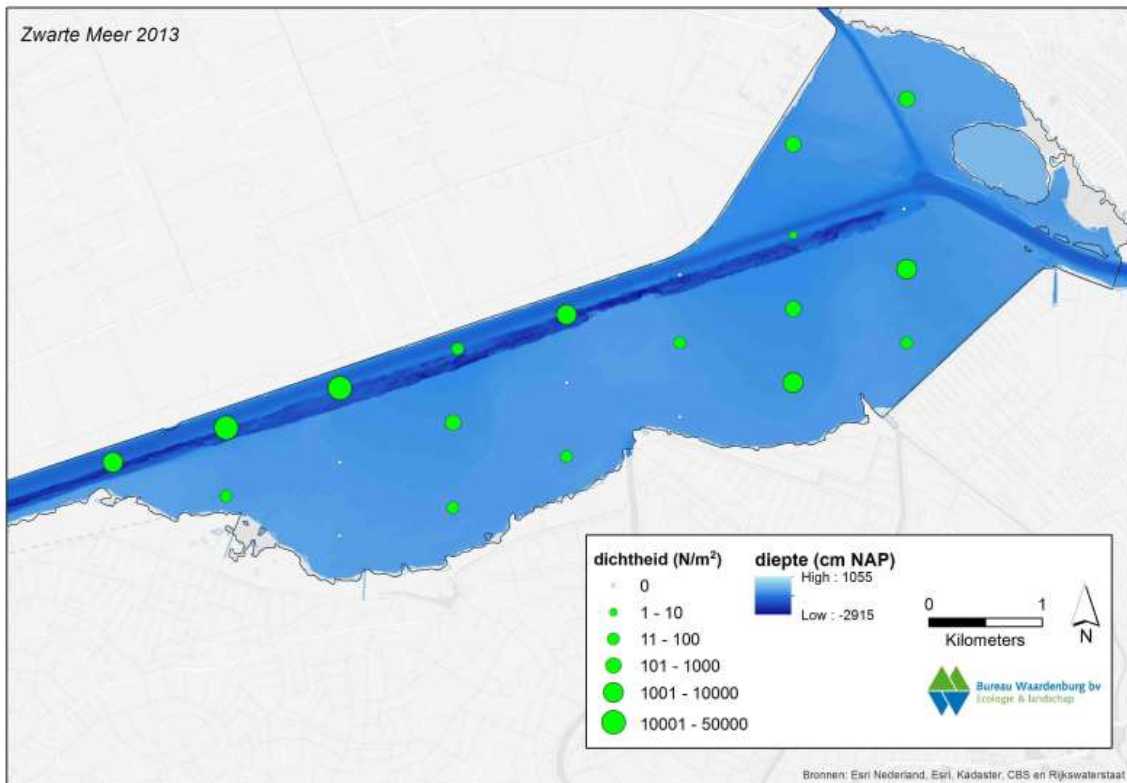 Zwarte Meer 2013
dichtheid (N/m²)
0
1 - 10
11 - 100
101 - 1000
1001 - 10000
10001 - 50000
diepte (cm NAP)
High : 1055
Low : -2915
0 1
Kilometers
N
Bureau Waardenburg bv
Ecologie & landschap
Bronnen: Esri Nederland, Esri, Kadaster, CBS en Rijkswaterstaat